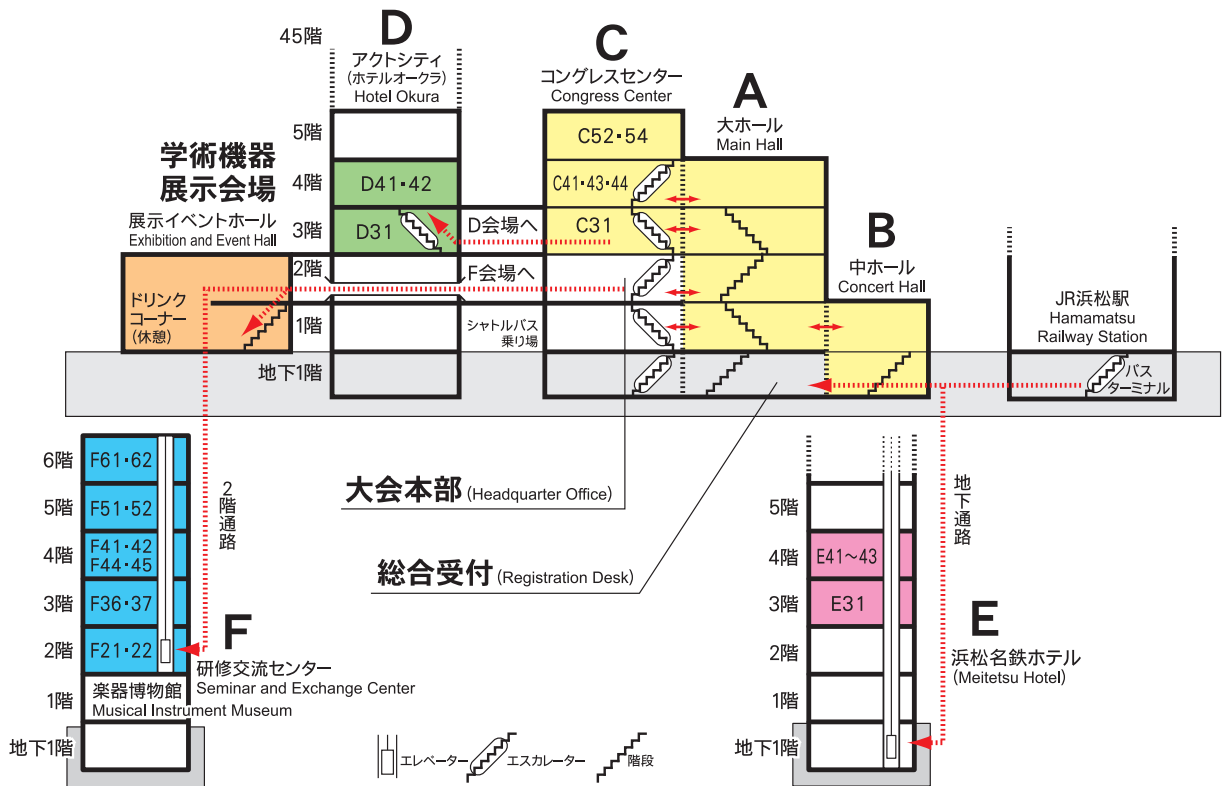 45階
D
アクトシティ
(ホテルオークラ)
Hotel Okura
C
コングレスセンター
Congress Center
A
大ホール
Main Hall
5階
C52・54
学術機器
展示会場
4階
D41・42
C41・43・44
展示イベントホール
Exhibition and Event Hall
3階
D31
D会場へ
C31
B
中ホール
Concert Hall
2階
F会場へ
ドリンク
コーナー
(休憩)
1階
シャトルバス
乗り場
JR浜松駅
Hamamatsu
Railway Station
地下1階
バス
ターミナル
6階
F61・62
5階
F51・52
4階
F41・42
F44・45
3階
F36・37
2階
F21・22
1階
楽器博物館
Musical Instrument Museum
地下1階
2階通路
F
研修交流センター
Seminar and Exchange Center
大会本部 (Headquarter Office)
総合受付 (Registration Desk)
5階
4階
E41〜43
3階
E31
2階
1階
地下1階
地下通路
E
浜松名鉄ホテル
(Meitetsu Hotel)
エレベーター
エスカレーター
階段